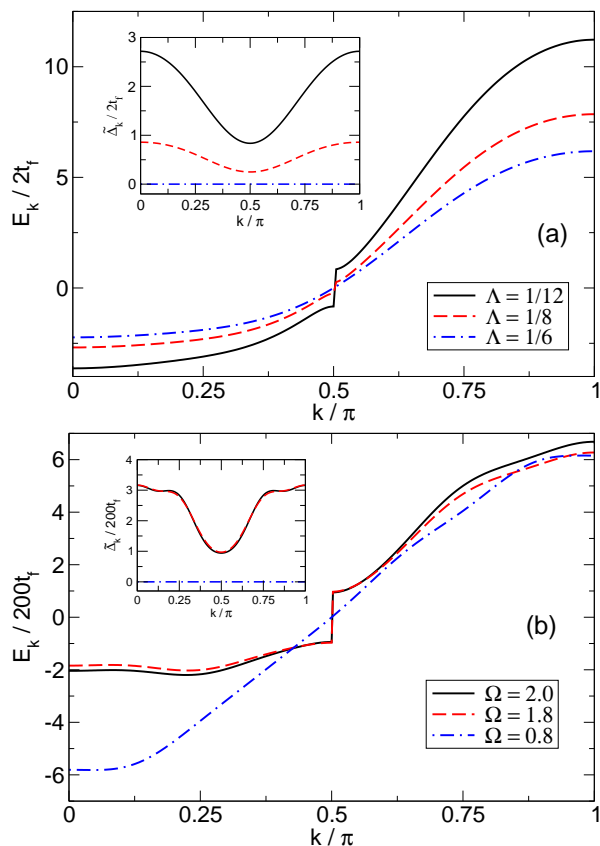 10
5
0
E_k / 2t_f
3
2
1
0
Δ̃_k / 2t_f
0 0.25 0.5 0.75 1
k / π
(a)
Λ = 1/12
Λ = 1/8
Λ = 1/6
0 0.25 0.5 0.75 1
k / π
6
4
2
0
-2
-4
-6
E_k / 200t_f
4
3
2
1
0
Δ̃_k / 200t_f
0 0.25 0.5 0.75 1
k / π
(b)
Ω = 2.0
Ω = 1.8
Ω = 0.8
0 0.25 0.5 0.75 1
k / π